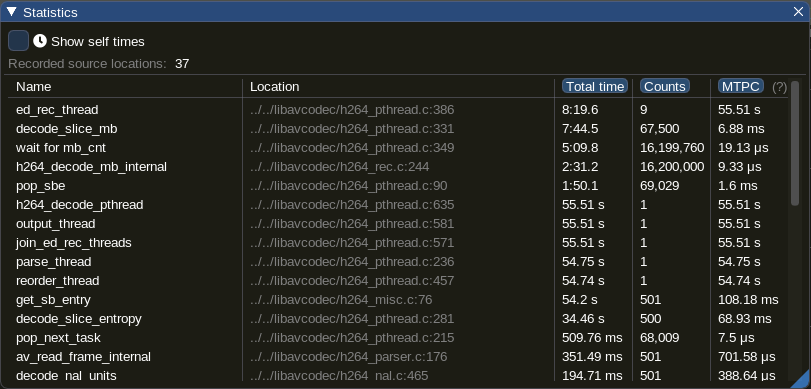 Statistics
Show self times
Recorded source locations: 37
Name Location Total time Counts MTPC (?)
ed_rec_thread ../../libavcodec/h264_pthread.c:386 8:19.6 9 55.51 s
decode_slice_mb ../../libavcodec/h264_pthread.c:331 7:44.5 67,500 6.88 ms
wait for mb_cnt ../../libavcodec/h264_pthread.c:349 5:09.8 16,199,760 19.13 μs
h264_decode_mb_internal ../../libavcodec/h264_rec.c:244 2:31.2 16,200,000 9.33 μs
pop_sbe ../../libavcodec/h264_pthread.c:90 1:50.1 69,029 1.6 ms
h264_decode_pthread ../../libavcodec/h264_pthread.c:635 55.51 s 1 55.51 s
output_thread ../../libavcodec/h264_pthread.c:581 55.51 s 1 55.51 s
join_ed_rec_threads ../../libavcodec/h264_pthread.c:571 55.51 s 1 55.51 s
parse_thread ../../libavcodec/h264_pthread.c:236 54.75 s 1 54.75 s
reorder_thread ../../libavcodec/h264_pthread.c:457 54.74 s 1 54.74 s
get_sb_entry ../../libavcodec/h264_misc.c:76 54.2 s 501 108.18 ms
decode_slice_entropy ../../libavcodec/h264_pthread.c:281 34.46 s 500 68.93 ms
pop_next_task ../../libavcodec/h264_pthread.c:215 509.76 ms 68,009 7.5 μs
av_read_frame_internal ../../libavcodec/h264_parser.c:176 351.49 ms 501 701.58 μs
decode_nal_units ../../libavcodec/h264_nal.c:465 194.71 ms 501 388.64 μs